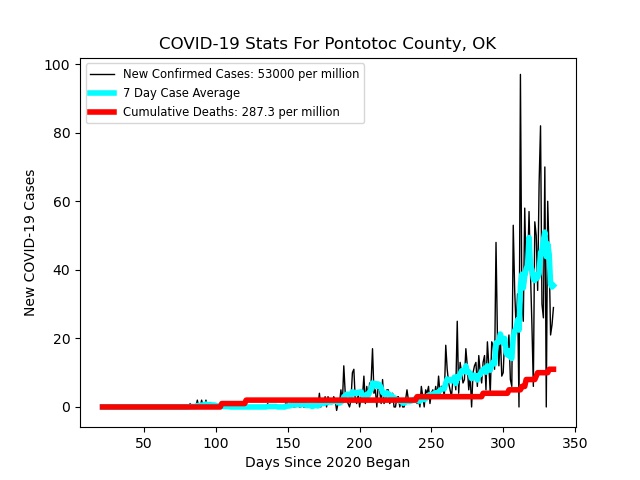 COVID-19 Stats For Pontotoc County, OK
New Confirmed Cases: 53000 per million
7 Day Case Average
Cumulative Deaths: 287.3 per million
New COVID-19 Cases
100
80
60
40
20
0
50 100 150 200 250 300 350
Days Since 2020 Began